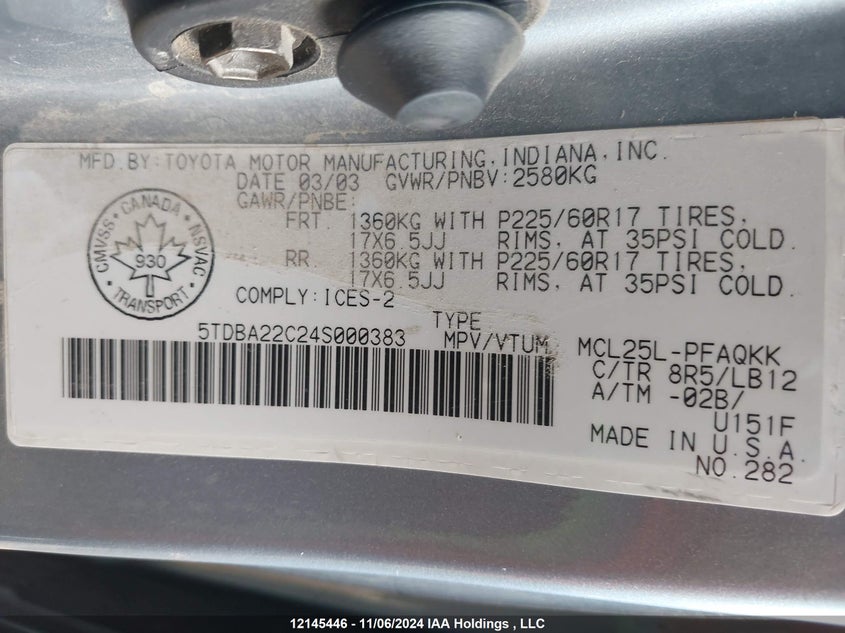 MFD.BY:TOYOTA MOTOR MANUFACTURING,INDIANA,INC.
DATE 03/03 GVWR/PNBV:2580KG
GAWR/PNBE:
FRT 1360KG WITH P225/60R17 TIRES,
17X6.5JJ RIMS, AT 35PSI COLD.
RR 1360KG WITH P225/60R17 TIRES,
17X6.5JJ RIMS, AT 35PSI COLD.
CANADA
CMVSS · NSVAC
930
TRANSPORT
COMPLY:ICES-2
TYPE
5TDBA22C24S000383 MPV/VTUM
MCL25L-PFAQKK
C/TR 8R5/LB12
A/TM -02B/
U151F
MADE IN U.S.A.
NO.282
12145446 - 11/06/2024 IAA Holdings , LLC